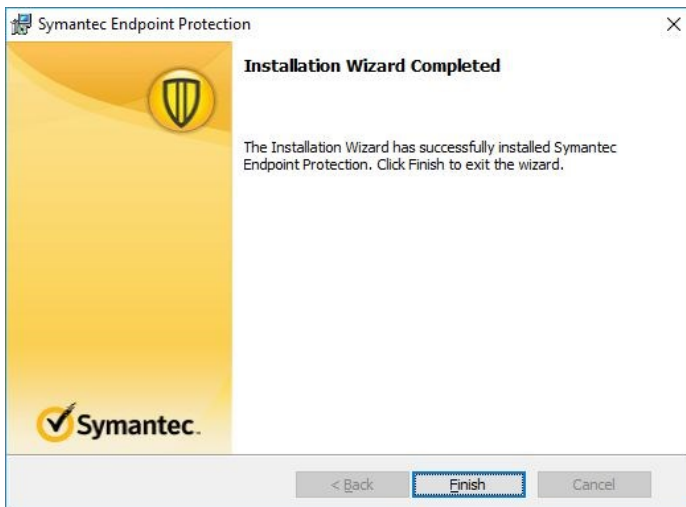 Symantec Endpoint Protection
Installation Wizard Completed
The Installation Wizard has successfully installed Symantec
Endpoint Protection. Click Finish to exit the wizard.
Symantec.
< Back
Finish
Cancel